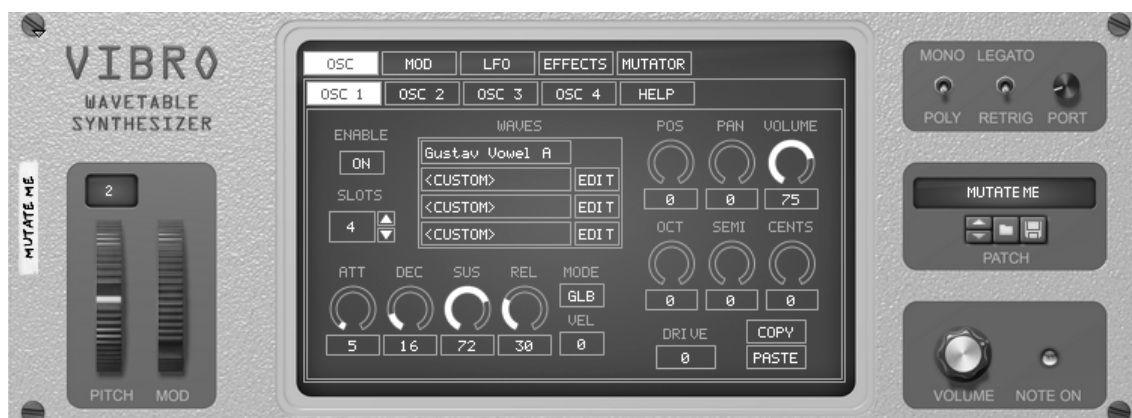 VIBRO
WAVETABLE
SYNTHESIZER
MUTATE ME
2
PITCH MOD
OSC MOD LFO EFFECTS MUTATOR
OSC 1 OSC 2 OSC 3 OSC 4 HELP
ENABLE
ON
SLOTS
4
WAVES
Gustav Vowel A
<CUSTOM> EDIT
<CUSTOM> EDIT
<CUSTOM> EDIT
POS PAN VOLUME
0 0 75
OCT SEMI CENTS
0 0 0
ATT DEC SUS REL
5 16 72 30
MODE
GLB
VEL
0
DRIVE
0
COPY
PASTE
MONO LEGATO
POLY RETRIG PORT
MUTATE ME
PATCH
VOLUME NOTE ON